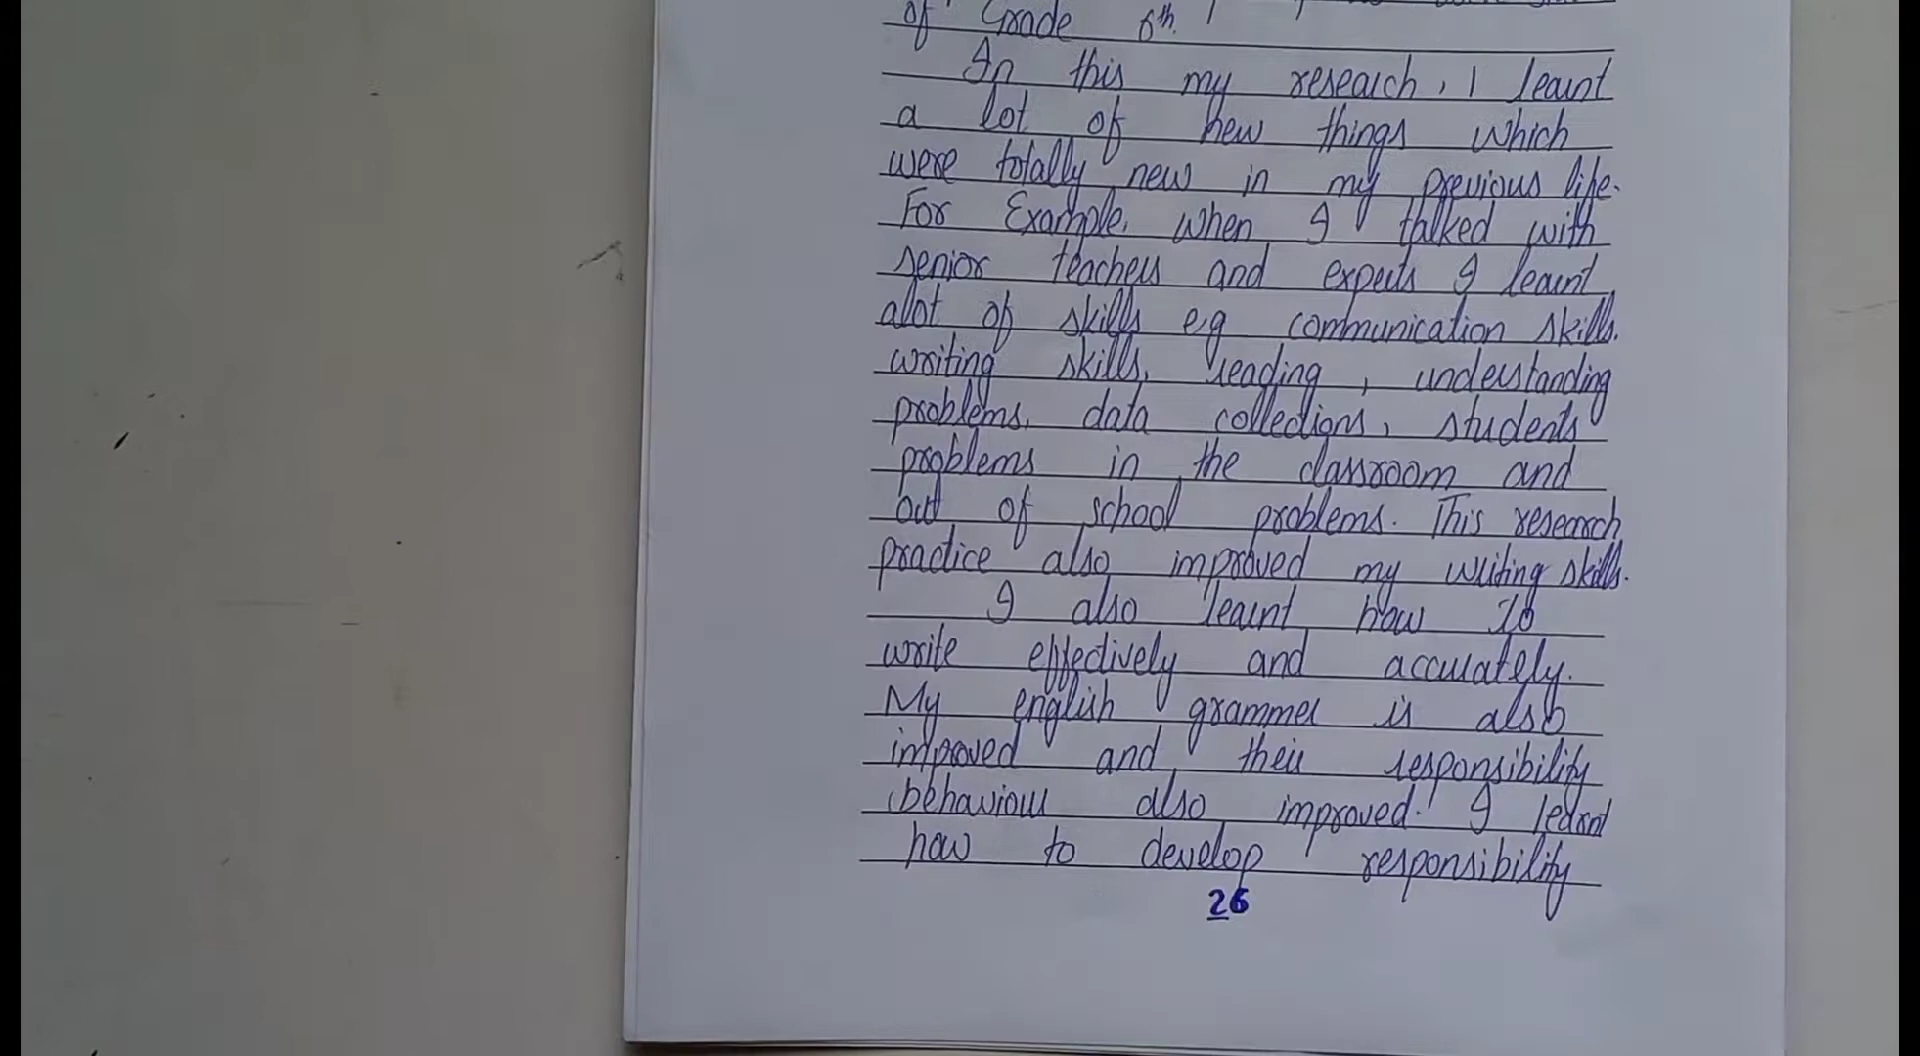 of Grade 6th.
In this my research, I learnt
a lot of new things which
were totally new in my previous life.
For Example, when I talked with
senior teachers and experts I learnt
alot of skills e.g communication skills.
writing skills, reading, understanding
problems, data collections, students
problems in the classroom and
out of school problems. This research
practice also improved my writing skills.
I also learnt how to
write effectively and accurately.
My english grammer is also
improved and their responsibility
behaviour also improved. I learnt
how to develop responsibility
26